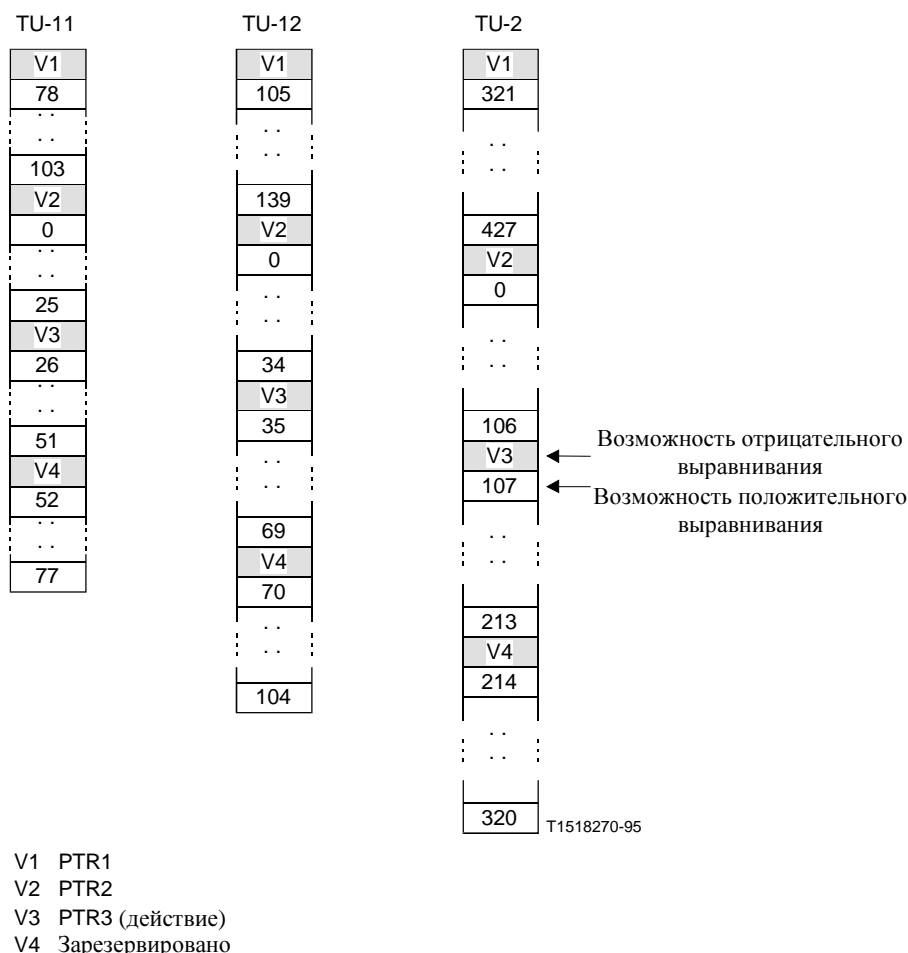 TU-11 TU-12 TU-2
V1
78
103
V2
0
25
V3
26
51
V4
52
77
V1
105
139
V2
0
34
V3
35
69
V4
70
104
V1
321
427
V2
0
106
V3
107
213
V4
214
320
Возможность отрицательного
выравнивания
Возможность положительного
выравнивания
T1518270-95
V1 PTR1
V2 PTR2
V3 PTR3 (действие)
V4 Зарезервировано